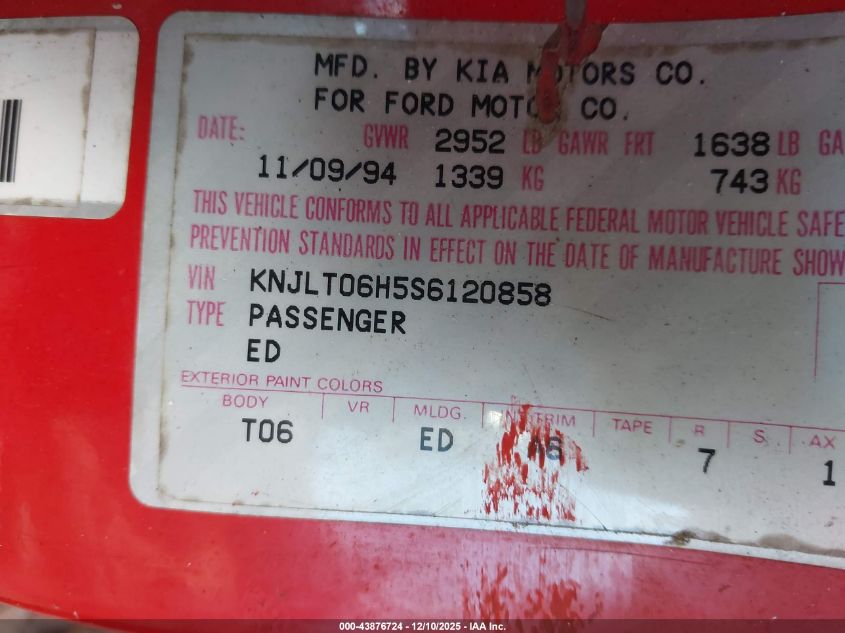 MFD. BY KIA MOTORS CO.
FOR FORD MOTOR CO.
DATE: GVWR 2952 LB GAWR FRT 1638 LB GA
11/09/94 1339 KG 743 KG
THIS VEHICLE CONFORMS TO ALL APPLICABLE FEDERAL MOTOR VEHICLE SAFE
PREVENTION STANDARDS IN EFFECT ON THE DATE OF MANUFACTURE SHOW
VIN KNJLT06H5S6120858
TYPE PASSENGER
ED
EXTERIOR PAINT COLORS
BODY VR MLDG. INT TRIM TAPE R S. AX
T06 ED 7 1
000-43876724 — 12/10/2025 — IAA Inc.